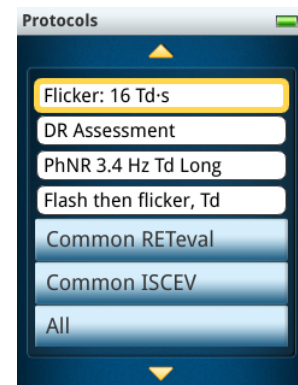 Protocols
Flicker: 16 Td·s
DR Assessment
PhNR 3.4 Hz Td Long
Flash then flicker, Td
Common RETeval
Common ISCEV
All